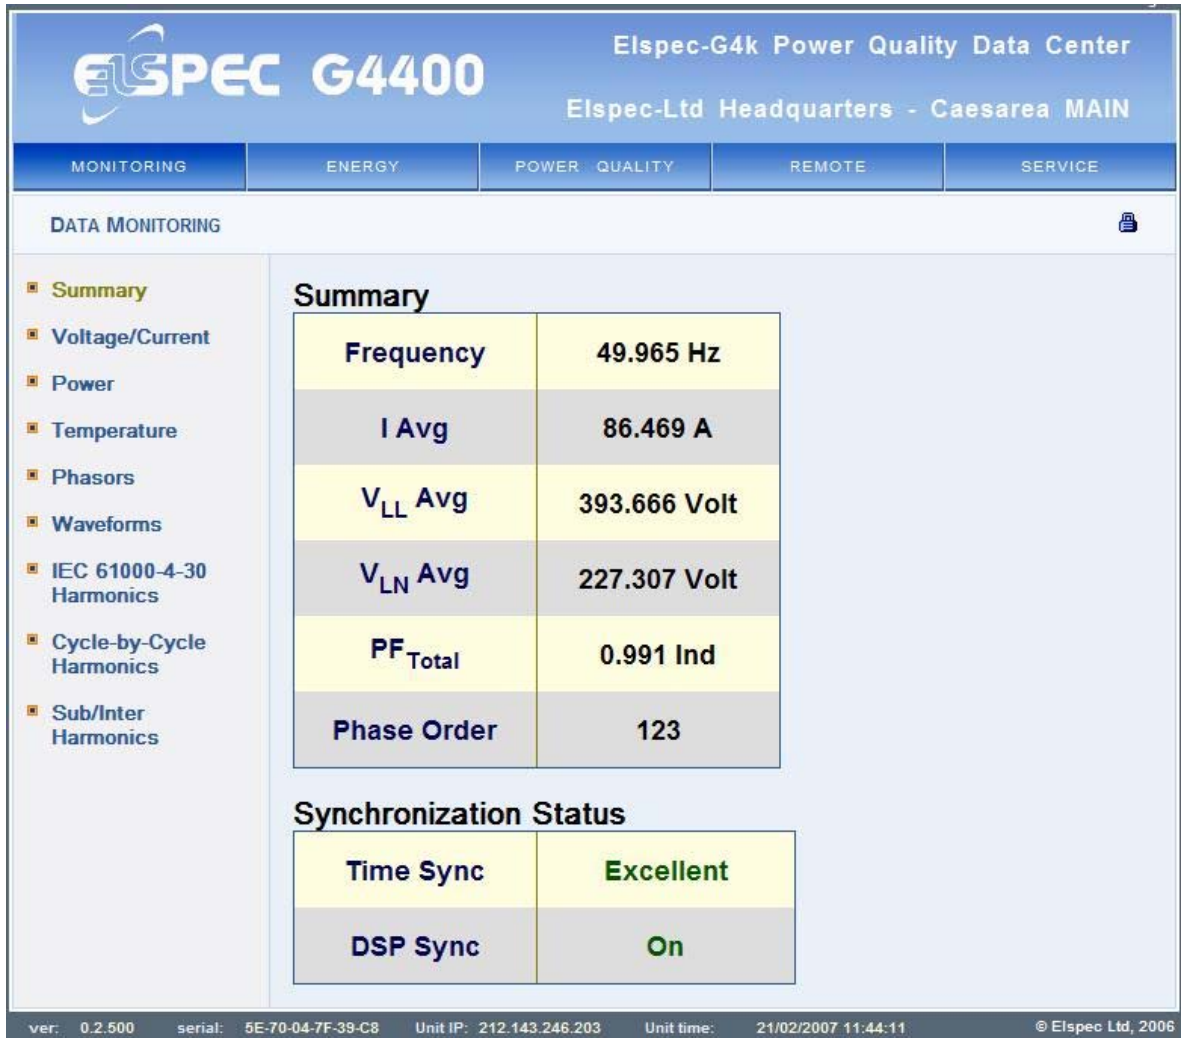 ELSPEC G4400
Elspec-G4k Power Quality Data Center
Elspec-Ltd Headquarters - Caesarea MAIN
MONITORING ENERGY POWER QUALITY REMOTE SERVICE
DATA MONITORING
Summary
Voltage/Current
Power
Temperature
Phasors
Waveforms
IEC 61000-4-30
Harmonics
Cycle-by-Cycle
Harmonics
Sub/Inter
Harmonics
Summary
Frequency 49.965 Hz
I Avg 86.469 A
VLL Avg 393.666 Volt
VLN Avg 227.307 Volt
PFTotal 0.991 Ind
Phase Order 123
Synchronization Status
Time Sync Excellent
DSP Sync On
ver: 0.2.500 serial: 5E-70-04-7F-39-C8 Unit IP: 212.143.246.203 Unit time: 21/02/2007 11:44:11 © Elspec Ltd, 2006